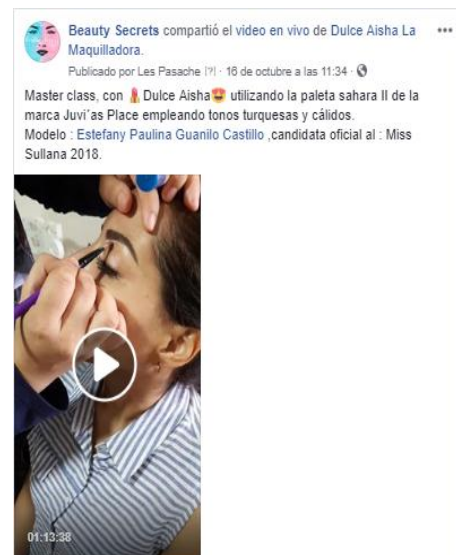 Beauty Secrets compartió el video en vivo de Dulce Aisha La
Maquilladora.
Publicado por Les Pasache [?] · 16 de octubre a las 11:34 ·
Master class, con 💄Dulce Aisha😍 utilizando la paleta sahara II de la
marca Juvi´as Place empleando tonos turquesas y cálidos.
Modelo : Estefany Paulina Guanilo Castillo ,candidata oficial al : Miss
Sullana 2018.
01:13:38